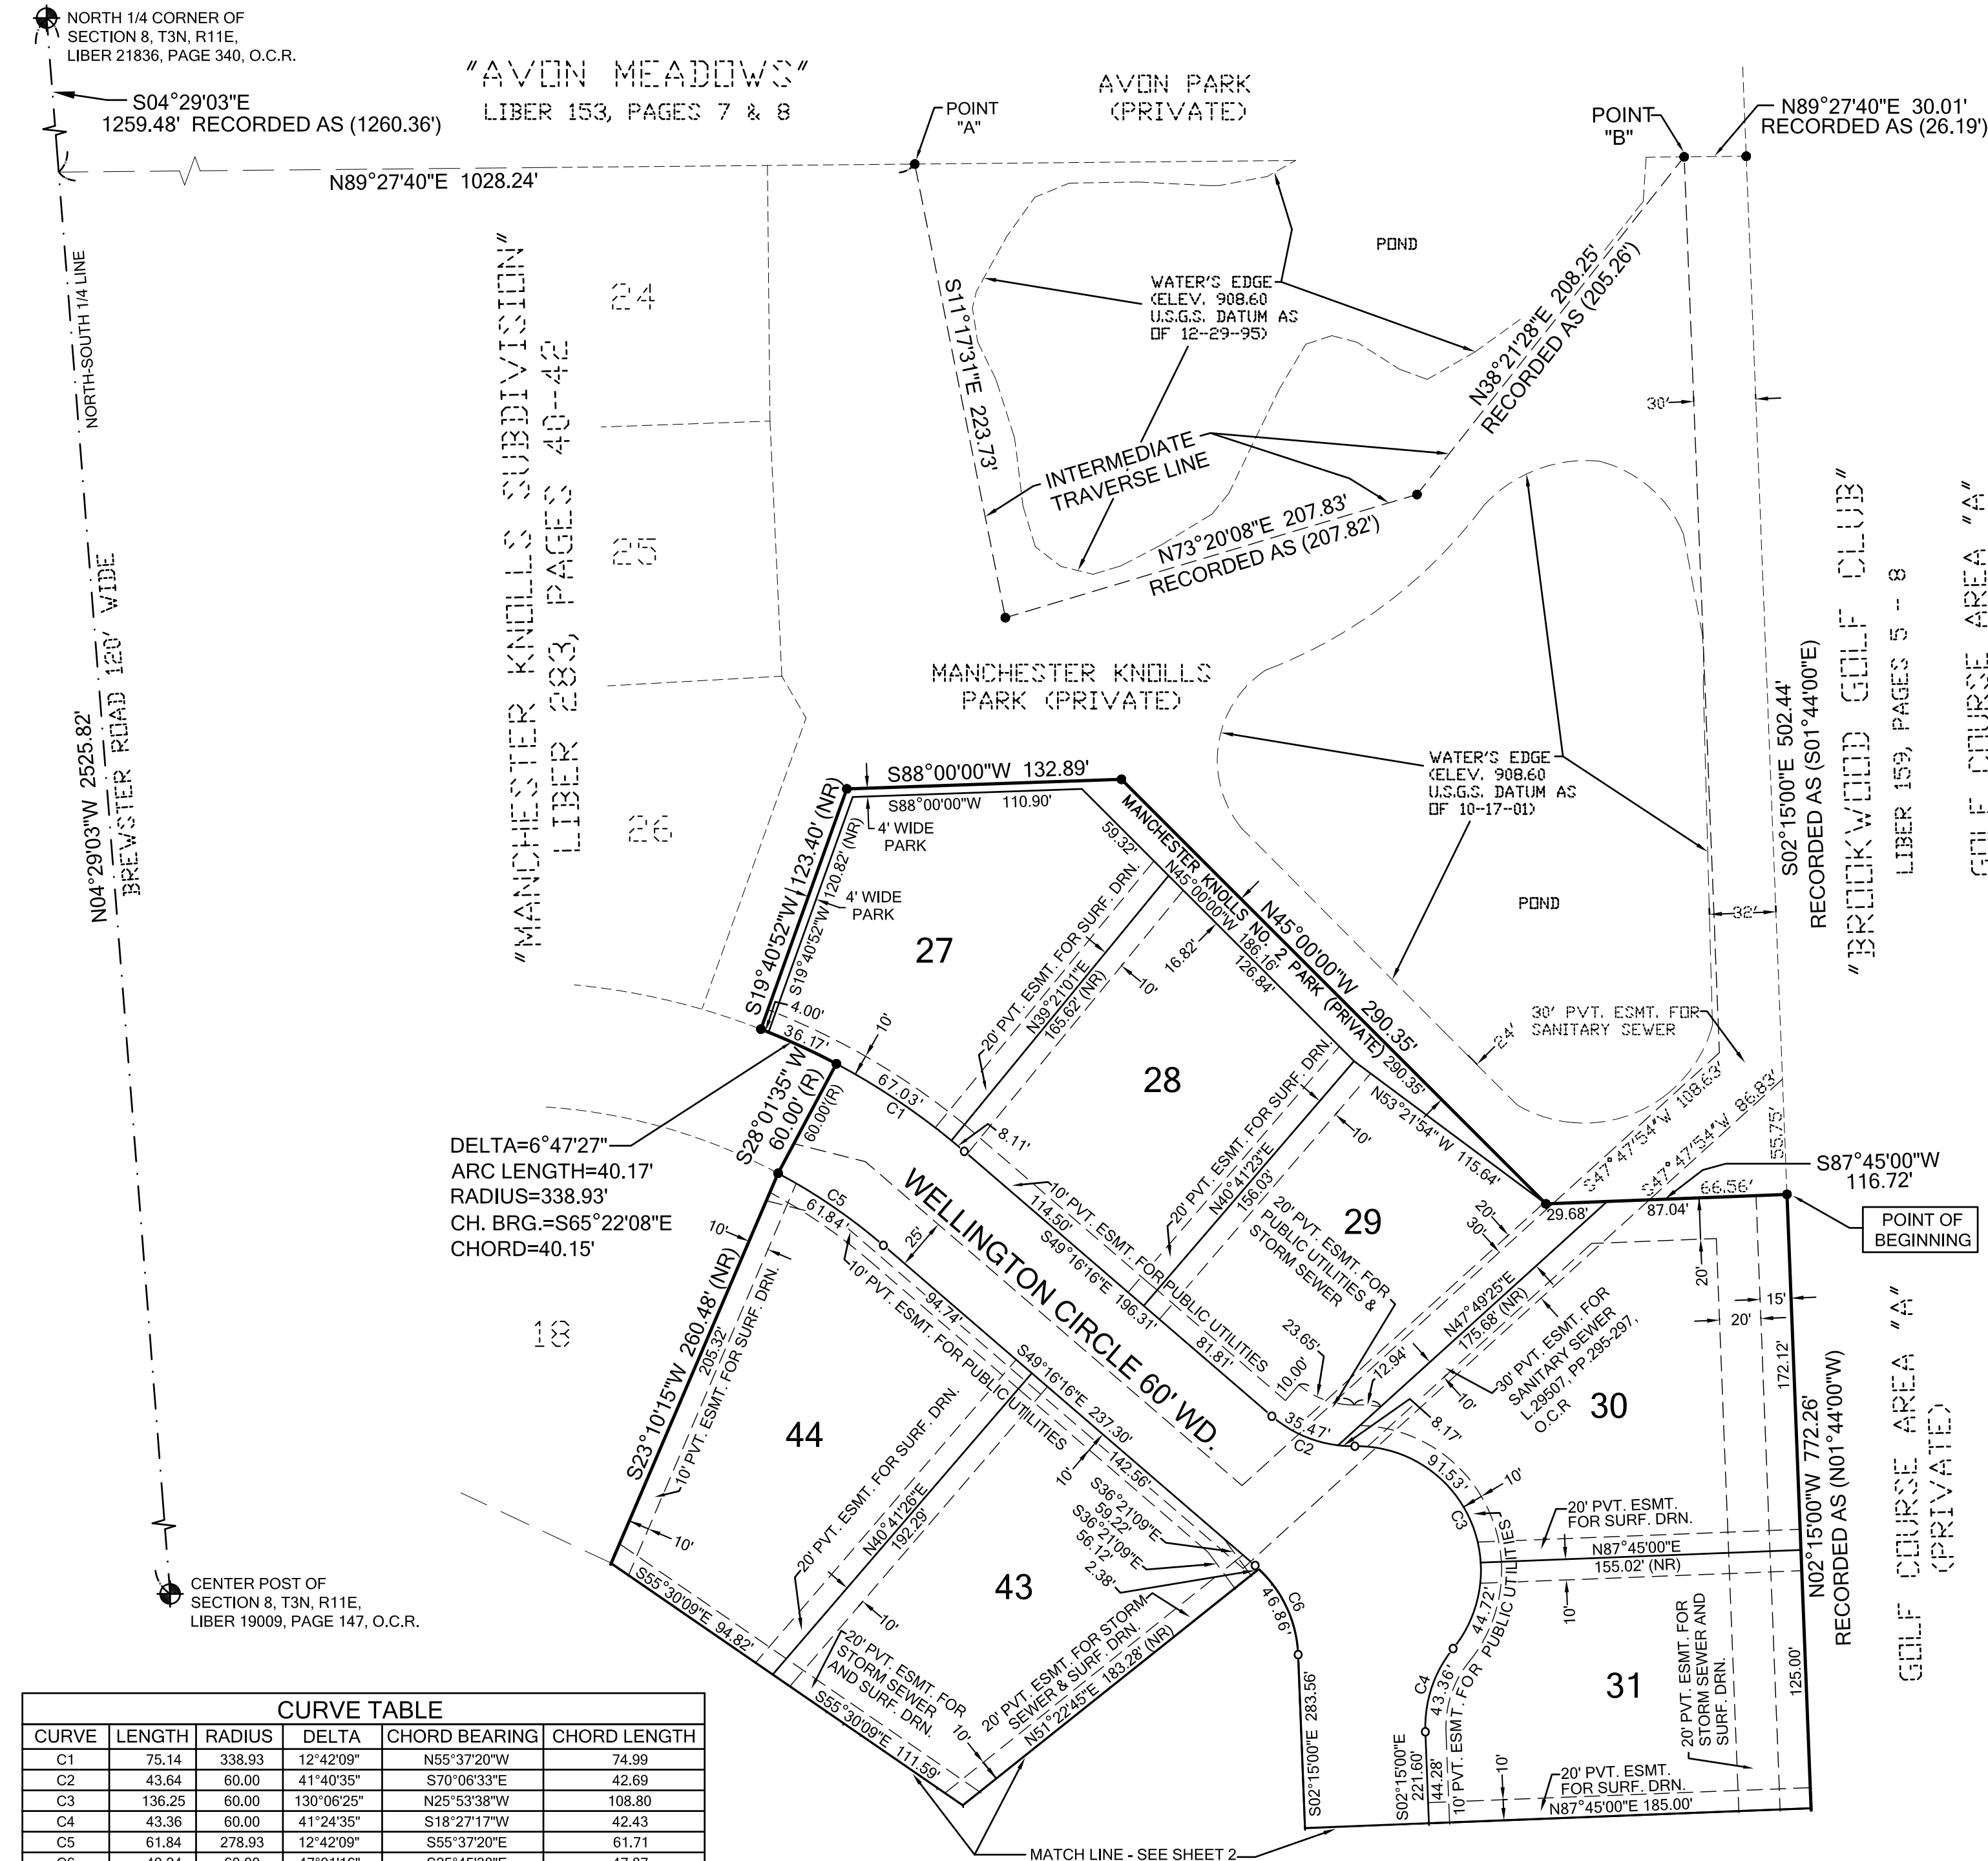 NORTH 1/4 CORNER OF
SECTION 8, T3N, R11E,
LIBER 21836, PAGE 340, O.C.R.
S04°29'03"E
1259.48' RECORDED AS (1260.36')
"AVON MEADOWS"
LIBER 153, PAGES 7 & 8
AVON PARK
(PRIVATE)
POINT
"A"
POINT
"B"
N89°27'40"E 30.01'
RECORDED AS (26.19')
N89°27'40"E 1028.24'
NORTH-SOUTH 1/4 LINE
N04°29'03"W 2525.82'
BREWSTER ROAD 120' WIDE
"MANCHESTER KNOLLS SUBDIVISION"
LIBER 283, PAGES 40-42
24
25
26
S11°17'31"E 223.73'
WATER'S EDGE
(ELEV. 908.60
U.S.G.S. DATUM AS
OF 12-29-95)
POND
N38°21'28"E 208.25'
RECORDED AS (205.26')
INTERMEDIATE
TRAVERSE LINE
N73°20'08"E 207.83'
RECORDED AS (207.82')
30'
MANCHESTER KNOLLS
PARK (PRIVATE)
WATER'S EDGE
(ELEV. 908.60
U.S.G.S. DATUM AS
OF 10-17-01)
POND
32'
24'
S02°15'00"E 502.44'
RECORDED AS (S01°44'00"E)
"BROOKWOOD GOLF CLUB"
LIBER 159, PAGES 5 - 8
GOLF COURSE AREA "A"
30' PVT. ESMT. FOR
SANITARY SEWER
S47°47'54"W 108.63'
S47°47'54"W 86.83'
55.75'
S87°45'00"W
116.72'
66.56'
29.68'
87.04'
POINT OF
BEGINNING
S88°00'00"W 132.89'
S88°00'00"W 110.90'
4' WIDE
PARK
4' WIDE
PARK
S19°40'52"W 123.40' (NR)
S19°40'52"W 120.82' (NR)
4.00'
36.17'
27
59.32'
MANCHESTER KNOLLS NO. 2 PARK (PRIVATE)
N45°00'00"W 290.35'
290.35'
N45°00'00"W 186.16'
126.84'
16.82'
20' PVT. ESMT. FOR SURF. DRN.
N39°21'01"E
165.62' (NR)
10'
10'
67.03'
C1
8.11'
28
20' PVT. ESMT. FOR SURF. DRN.
N40°41'23"E
156.03'
10'
N53°21'54"W 115.64'
29
20' PVT. ESMT. FOR
PUBLIC UTILITIES &
STORM SEWER
10' PVT. ESMT. FOR PUBLIC UTILITIES
114.50'
S49°16'16"E 196.31'
81.81'
20'
30'
DELTA=6°47'27"
ARC LENGTH=40.17'
RADIUS=338.93'
CH. BRG.=S65°22'08"E
CHORD=40.15'
S28°01'35" W
60.00' (R)
60.00'(R)
C5
61.84'
25'
WELLINGTON CIRCLE 60' WD.
23.65'
10.00'
12.94'
35.47'
C2
8.17'
N47°49'25"E
175.68' (NR)
30' PVT. ESMT. FOR
SANITARY SEWER
L.29507, PP.295-297,
O.C.R
10'
30
20'
15'
20'
172.12'
N02°15'00"W 772.26'
RECORDED AS (N01°44'00"W)
GOLF COURSE AREA "A"
(PRIVATE)
91.53'
10'
C3
20' PVT. ESMT.
FOR SURF. DRN.
N87°45'00"E
155.02' (NR)
10'
44.72'
10' PVT. ESMT. FOR PUBLIC UTILITIES
C4
43.36'
31
20' PVT. ESMT. FOR
STORM SEWER AND
SURF. DRN.
125.00'
20' PVT. ESMT.
FOR SURF. DRN.
N87°45'00"E 185.00'
10'
S02°15'00"E
221.60'
44.28'
18
10'
S23°10'15"W 260.48' (NR)
205.32'
10' PVT. ESMT. FOR SURF. DRN.
10'
44
10' PVT. ESMT. FOR PUBLIC UTILITIES
94.74'
S49°16'16"E 237.30'
142.56'
20' PVT. ESMT. FOR SURF. DRN.
N40°41'26"E
192.29'
10'
10'
43
S36°21'09"E
59.22'
S36°21'09"E
56.12'
2.38'
C6
46.86'
S02°15'00"E 283.56'
20' PVT. ESMT. FOR STORM
SEWER & SURF. DRN.
N51°22'45"E 183.28' (NR)
10'
20' PVT. ESMT. FOR
STORM SEWER
AND SURF. DRN.
S55°30'09"E 94.82'
S55°30'09"E 111.59'
MATCH LINE - SEE SHEET 2
CENTER POST OF
SECTION 8, T3N, R11E,
LIBER 19009, PAGE 147, O.C.R.
CURVE TABLE
CURVE LENGTH RADIUS DELTA CHORD BEARING CHORD LENGTH
C1 75.14 338.93 12°42'09" N55°37'20"W 74.99
C2 43.64 60.00 41°40'35" S70°06'33"E 42.69
C3 136.25 60.00 130°06'25" N25°53'38"W 108.80
C4 43.36 60.00 41°24'35" S18°27'17"W 42.43
C5 61.84 278.93 12°42'09" S55°37'20"E 61.71